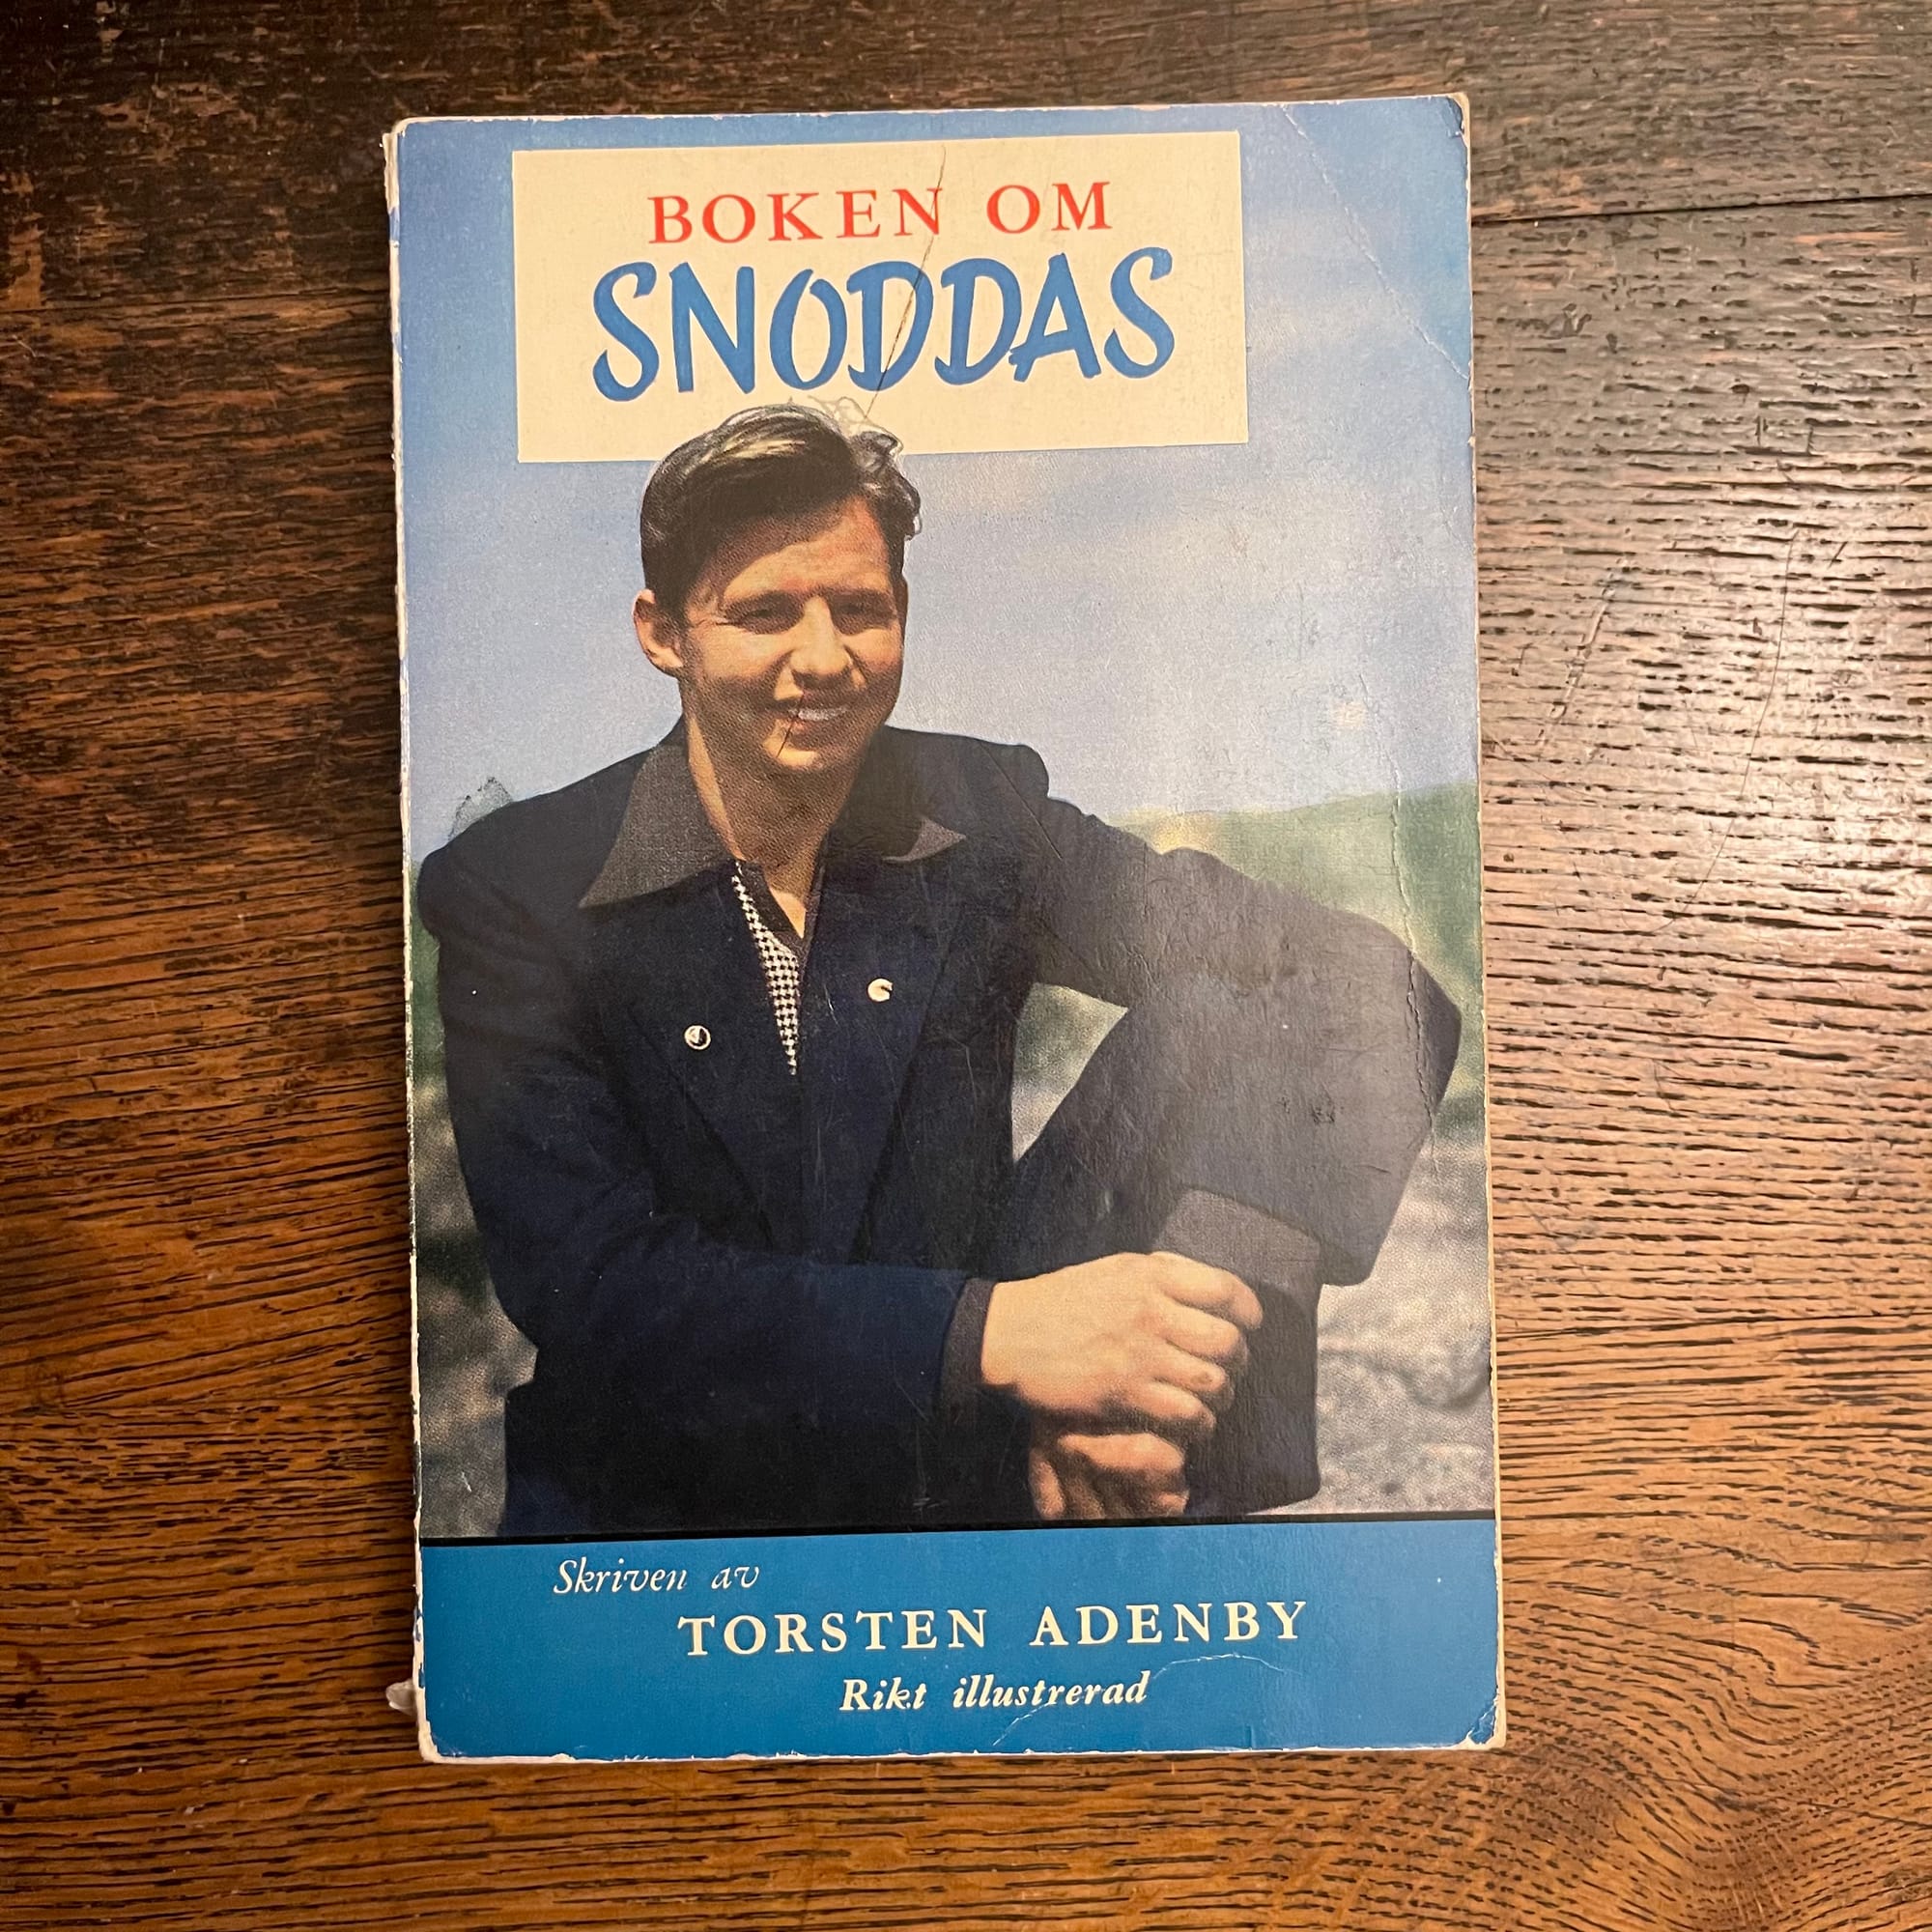 BOKEN OM
SNODDAS
Skriven av
TORSTEN ADENBY
Rikt illustrerad